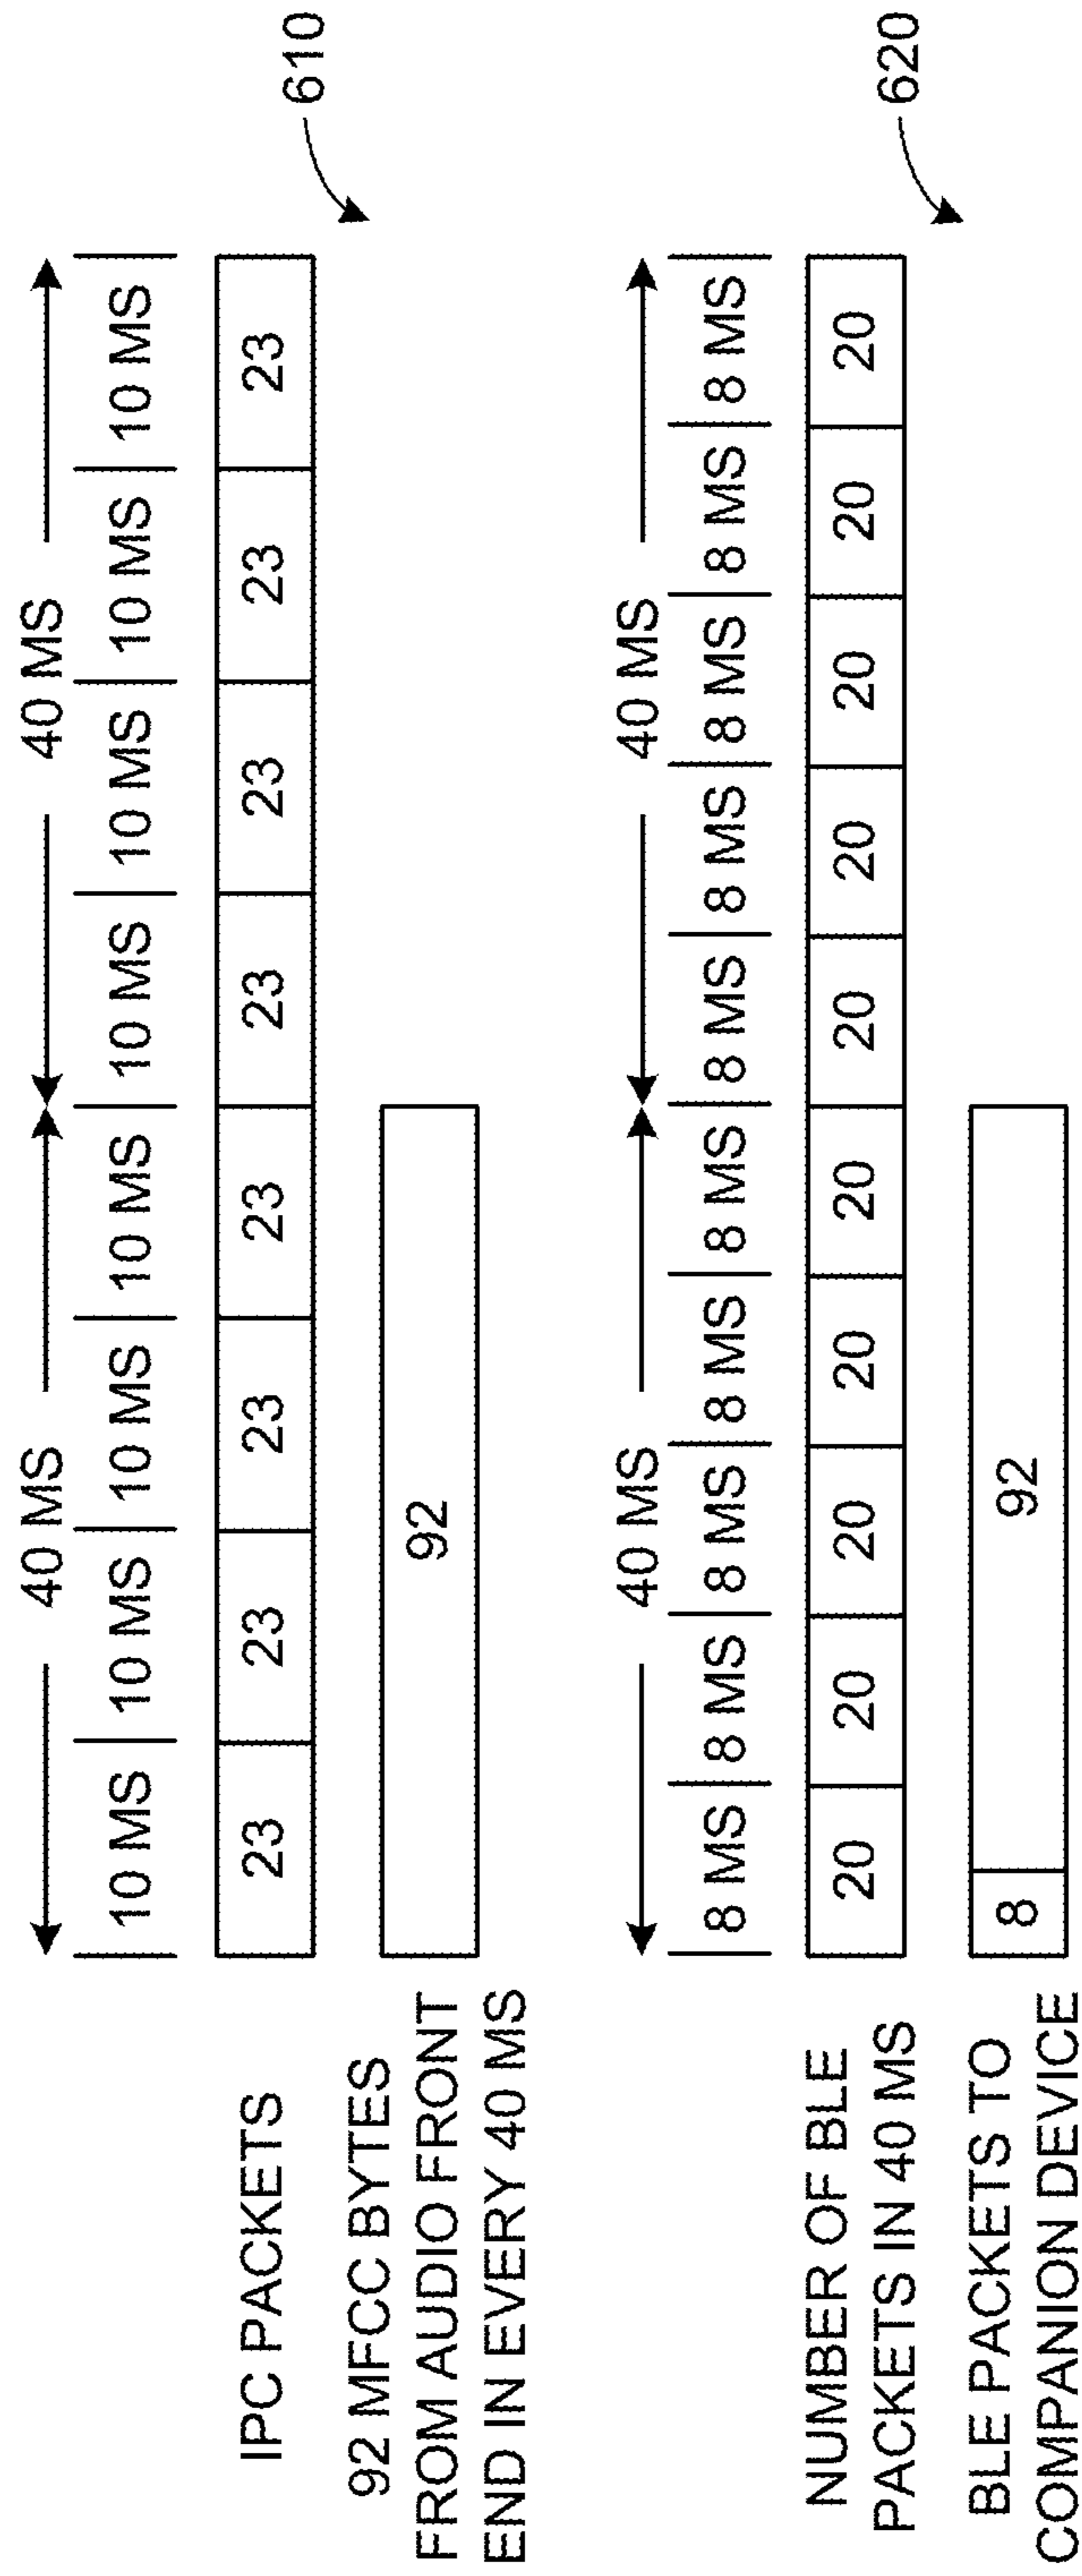 40 MS 40 MS
10 MS 10 MS 10 MS 10 MS 10 MS 10 MS 10 MS 10 MS
IPC PACKETS 23 23 23 23 23 23 23 23
610
92 MFCC BYTES
FROM AUDIO FRONT
END IN EVERY 40 MS
92
40 MS 40 MS
8 MS 8 MS 8 MS 8 MS 8 MS 8 MS 8 MS 8 MS 8 MS 8 MS
NUMBER OF BLE
PACKETS IN 40 MS
20 20 20 20 20 20 20 20 20 20
620
BLE PACKETS TO
COMPANION DEVICE
8 92